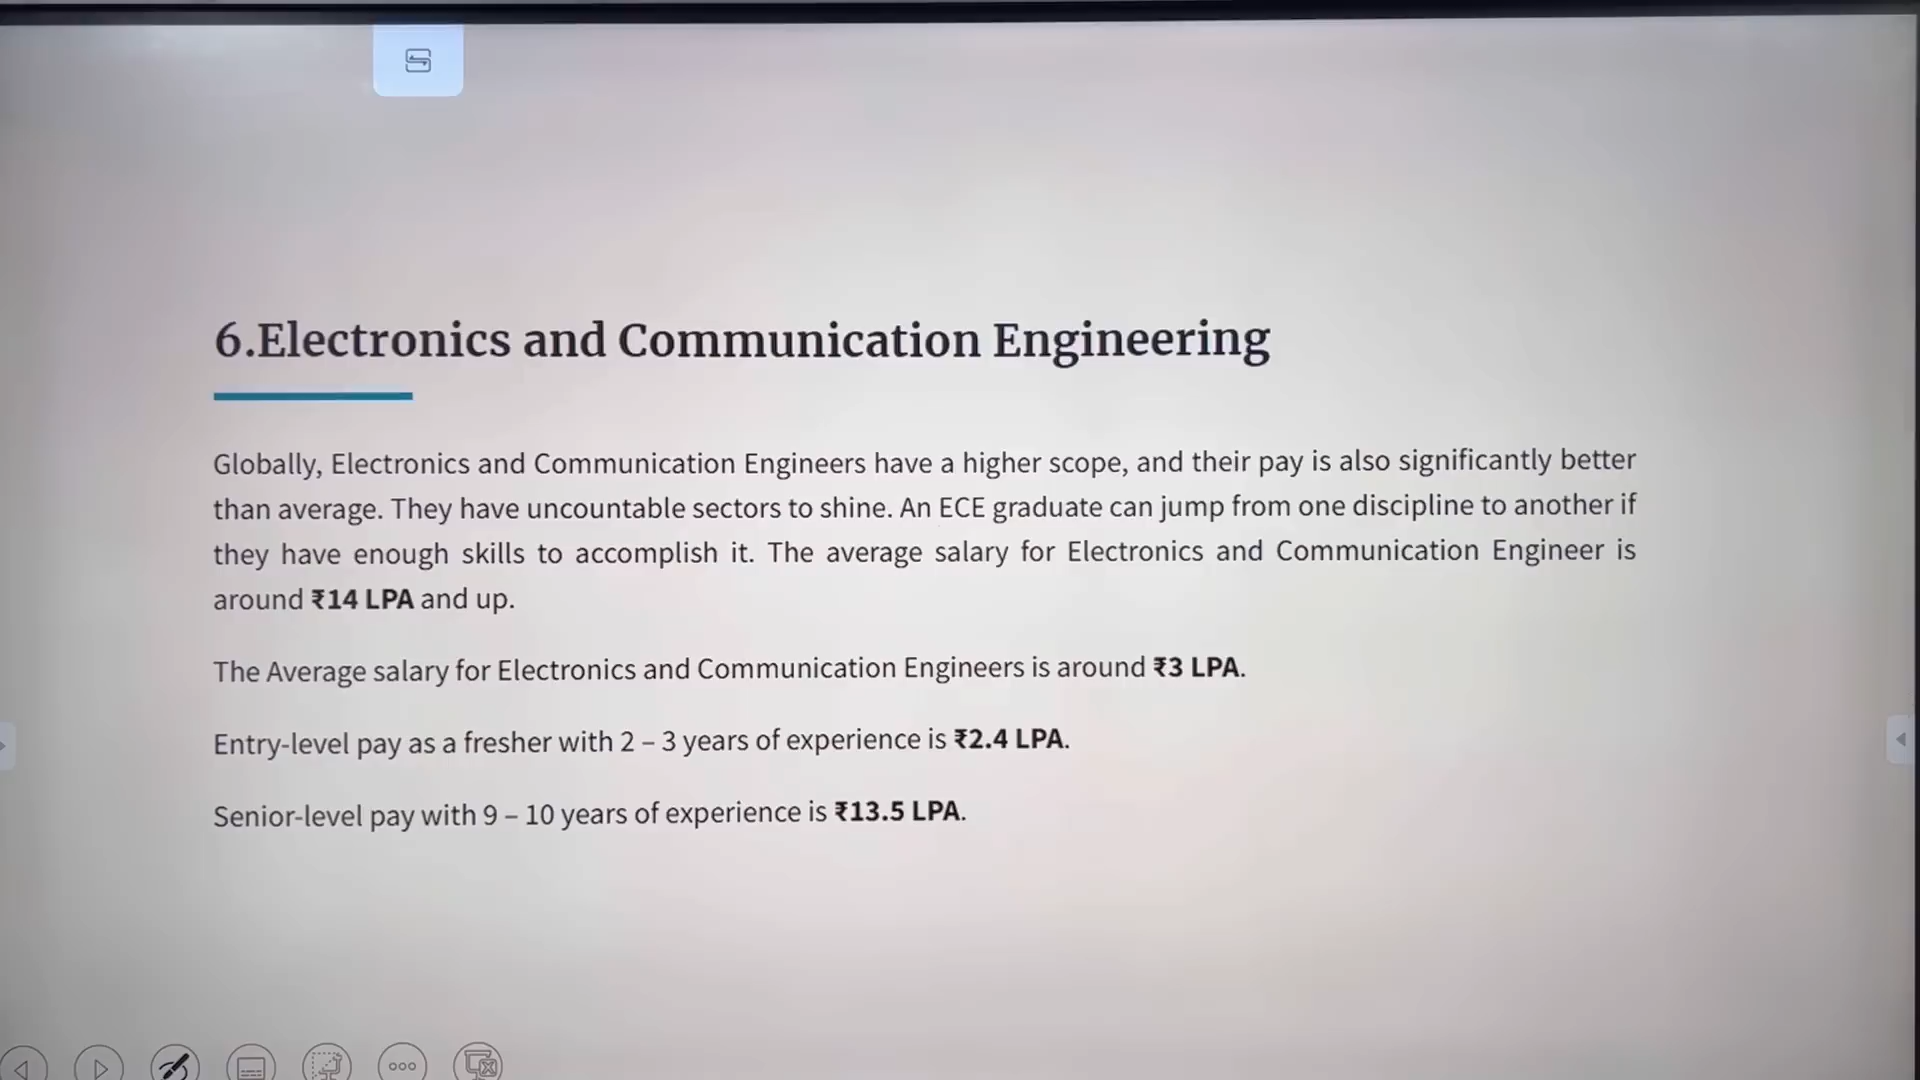 6.Electronics and Communication Engineering
Globally, Electronics and Communication Engineers have a higher scope, and their pay is also significantly better
than average. They have uncountable sectors to shine. An ECE graduate can jump from one discipline to another if
they have enough skills to accomplish it. The average salary for Electronics and Communication Engineer is
around ₹14 LPA and up.
The Average salary for Electronics and Communication Engineers is around ₹3 LPA.
Entry-level pay as a fresher with 2 – 3 years of experience is ₹2.4 LPA.
Senior-level pay with 9 – 10 years of experience is ₹13.5 LPA.